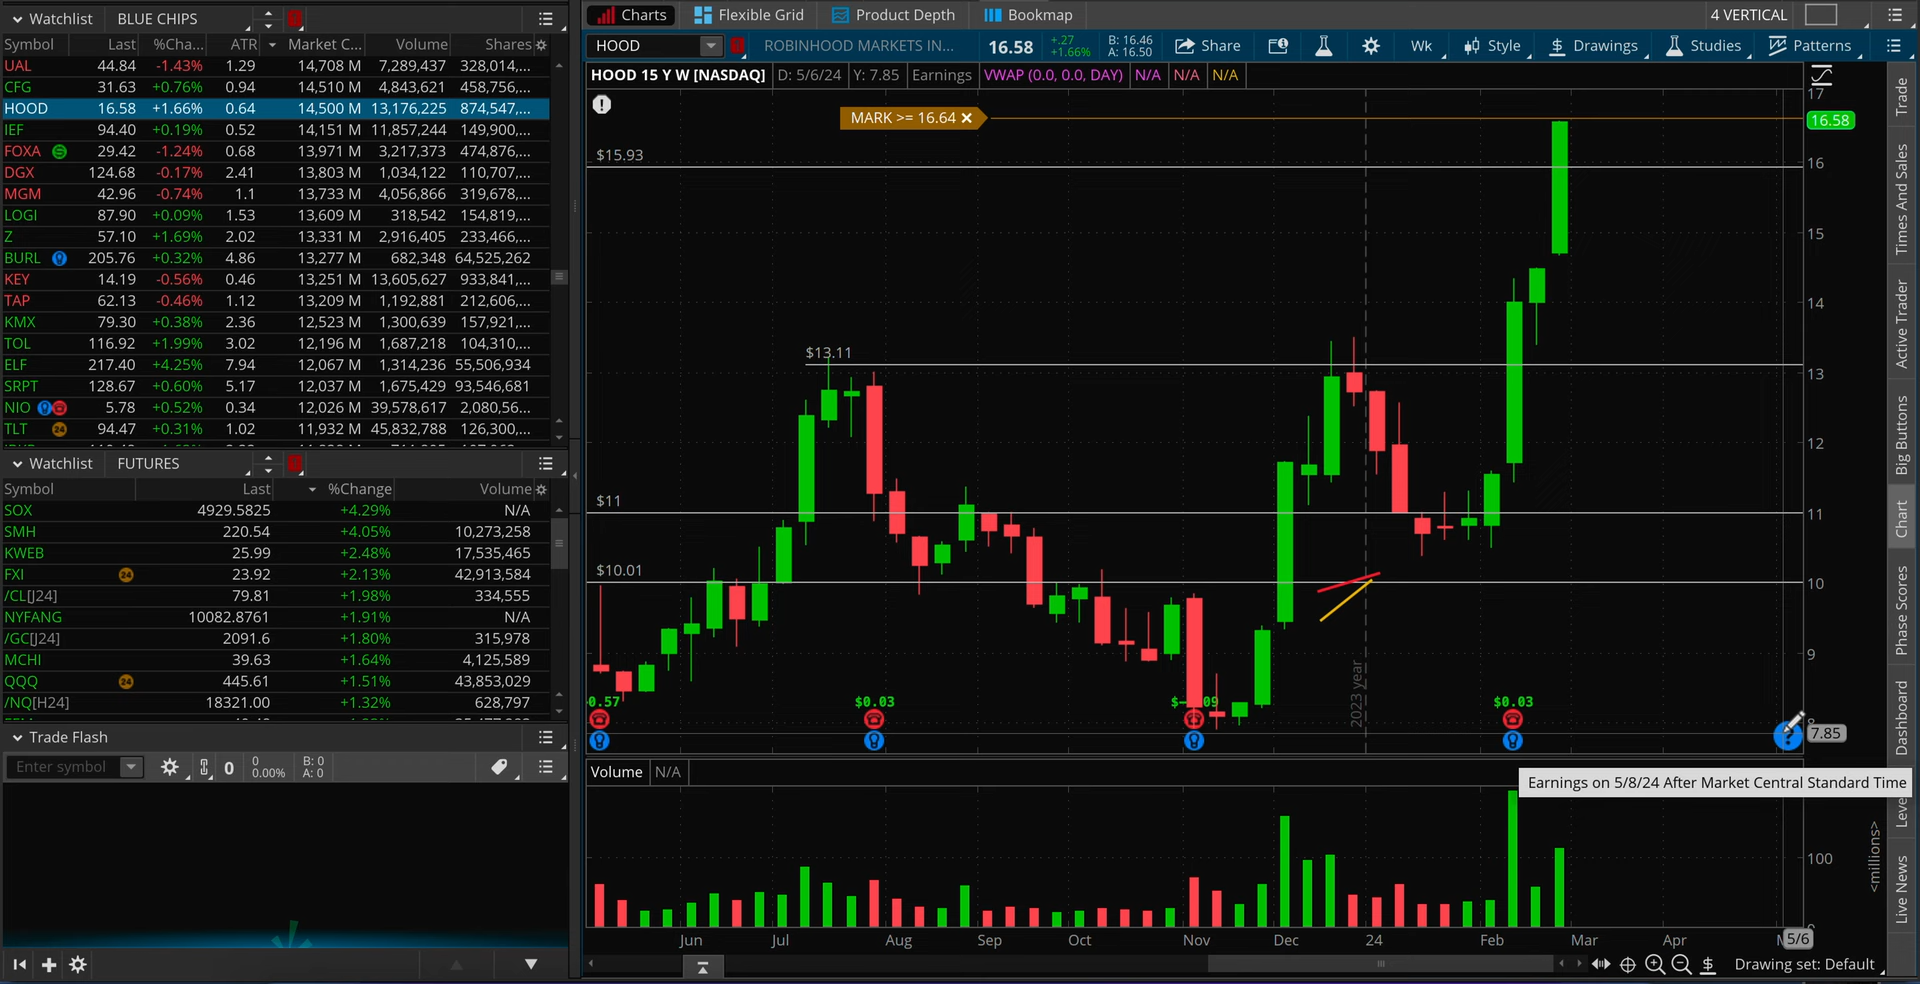 Watchlist BLUE CHIPS
Symbol Last %Cha... ATR Market C... Volume Shares
UAL 44.84 -1.43% 1.29 14,708 M 7,289,437 328,014,...
CFG 31.63 +0.76% 0.94 14,510 M 4,843,621 458,756,...
HOOD 16.58 +1.66% 0.64 14,500 M 13,176,225 874,547,...
IEF 94.40 +0.19% 0.52 14,151 M 11,857,244 149,900,...
FOXA 29.42 -1.24% 0.68 13,971 M 3,217,373 474,876,...
DGX 124.68 -0.17% 2.41 13,803 M 1,034,122 110,707,...
MGM 42.96 -0.74% 1.1 13,733 M 4,056,866 319,678,...
LOGI 87.90 +0.09% 1.53 13,609 M 318,542 154,819,...
Z 57.10 +1.69% 2.02 13,331 M 2,916,405 233,466,...
BURL 205.76 +0.32% 4.86 13,277 M 682,348 64,525,262
KEY 14.19 -0.56% 0.46 13,251 M 13,605,627 933,841,...
TAP 62.13 -0.46% 1.12 13,209 M 1,192,881 212,606,...
KMX 79.30 +0.38% 2.36 12,523 M 1,300,639 157,921,...
TOL 116.92 +1.99% 3.02 12,196 M 1,687,218 104,310,...
ELF 217.40 +4.25% 7.94 12,067 M 1,314,236 55,506,934
SRPT 128.67 +0.60% 5.17 12,037 M 1,675,429 93,546,681
NIO 5.78 +0.52% 0.34 12,026 M 39,578,617 2,080,56...
TLT 24 94.47 +0.31% 1.02 11,932 M 45,832,788 126,300,...
Watchlist FUTURES
Symbol Last %Change Volume
SOX 4929.5825 +4.29% N/A
SMH 220.54 +4.05% 10,273,258
KWEB 25.99 +2.48% 17,535,465
FXI 24 23.92 +2.13% 42,913,584
/CL[J24] 79.81 +1.98% 334,555
NYFANG 10082.8761 +1.91% N/A
/GC[J24] 2091.6 +1.80% 315,978
MCHI 39.63 +1.64% 4,125,589
QQQ 24 445.61 +1.51% 43,853,029
/NQ[H24] 18321.00 +1.32% 628,797
Trade Flash
Enter symbol 0 0 0.00% B: 0 A: 0
Charts Flexible Grid Product Depth Bookmap 4 VERTICAL
HOOD ROBINHOOD MARKETS IN... 16.58 +.27 +1.66% B: 16.46 A: 16.50 Share Wk Style $ Drawings Studies Patterns
HOOD 15 Y W [NASDAQ] D: 5/6/24 Y: 7.85 Earnings VWAP (0.0, 0.0, DAY) N/A N/A N/A
MARK >= 16.64
17
16.58
$15.93
16
15
14
$13.11
13
12
$11
11
$10.01
10
9
2023 year
0.57 $0.03 $0.03
7.85
Volume N/A
Earnings on 5/8/24 After Market Central Standard Time
100
<millions>
Jun Jul Aug Sep Oct Nov Dec 24 Feb Mar Apr 5/6
$ Drawing set: Default
Trade
Times And Sales
Active Trader
Big Buttons
Chart
Phase Scores
Dashboard
Live News